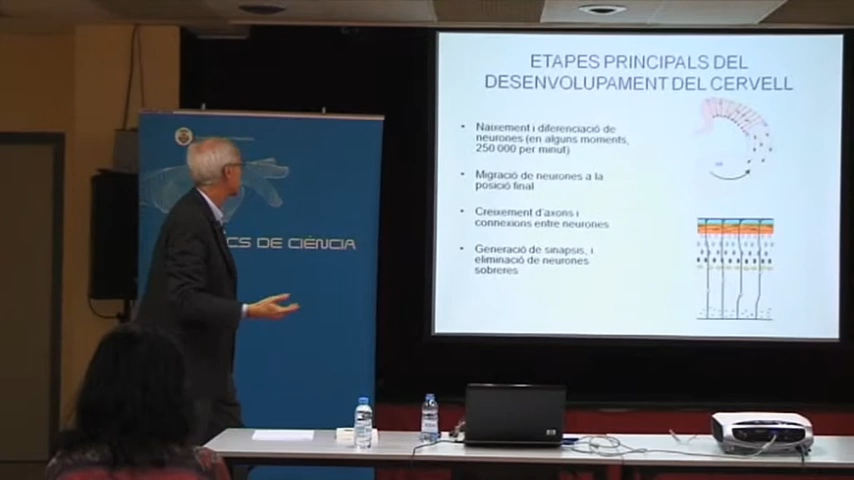 ETAPES PRINCIPALS DEL
DESENVOLUPAMENT DEL CERVELL
• Naixement i diferenciació de
neurones (en alguns moments,
250 000 per minut)
• Migració de neurones a la
posició final
• Creixement d'axons i
connexions entre neurones
• Generació de sinapsis, i
eliminació de neurones
sobreres
CS DE CIÈNCIA